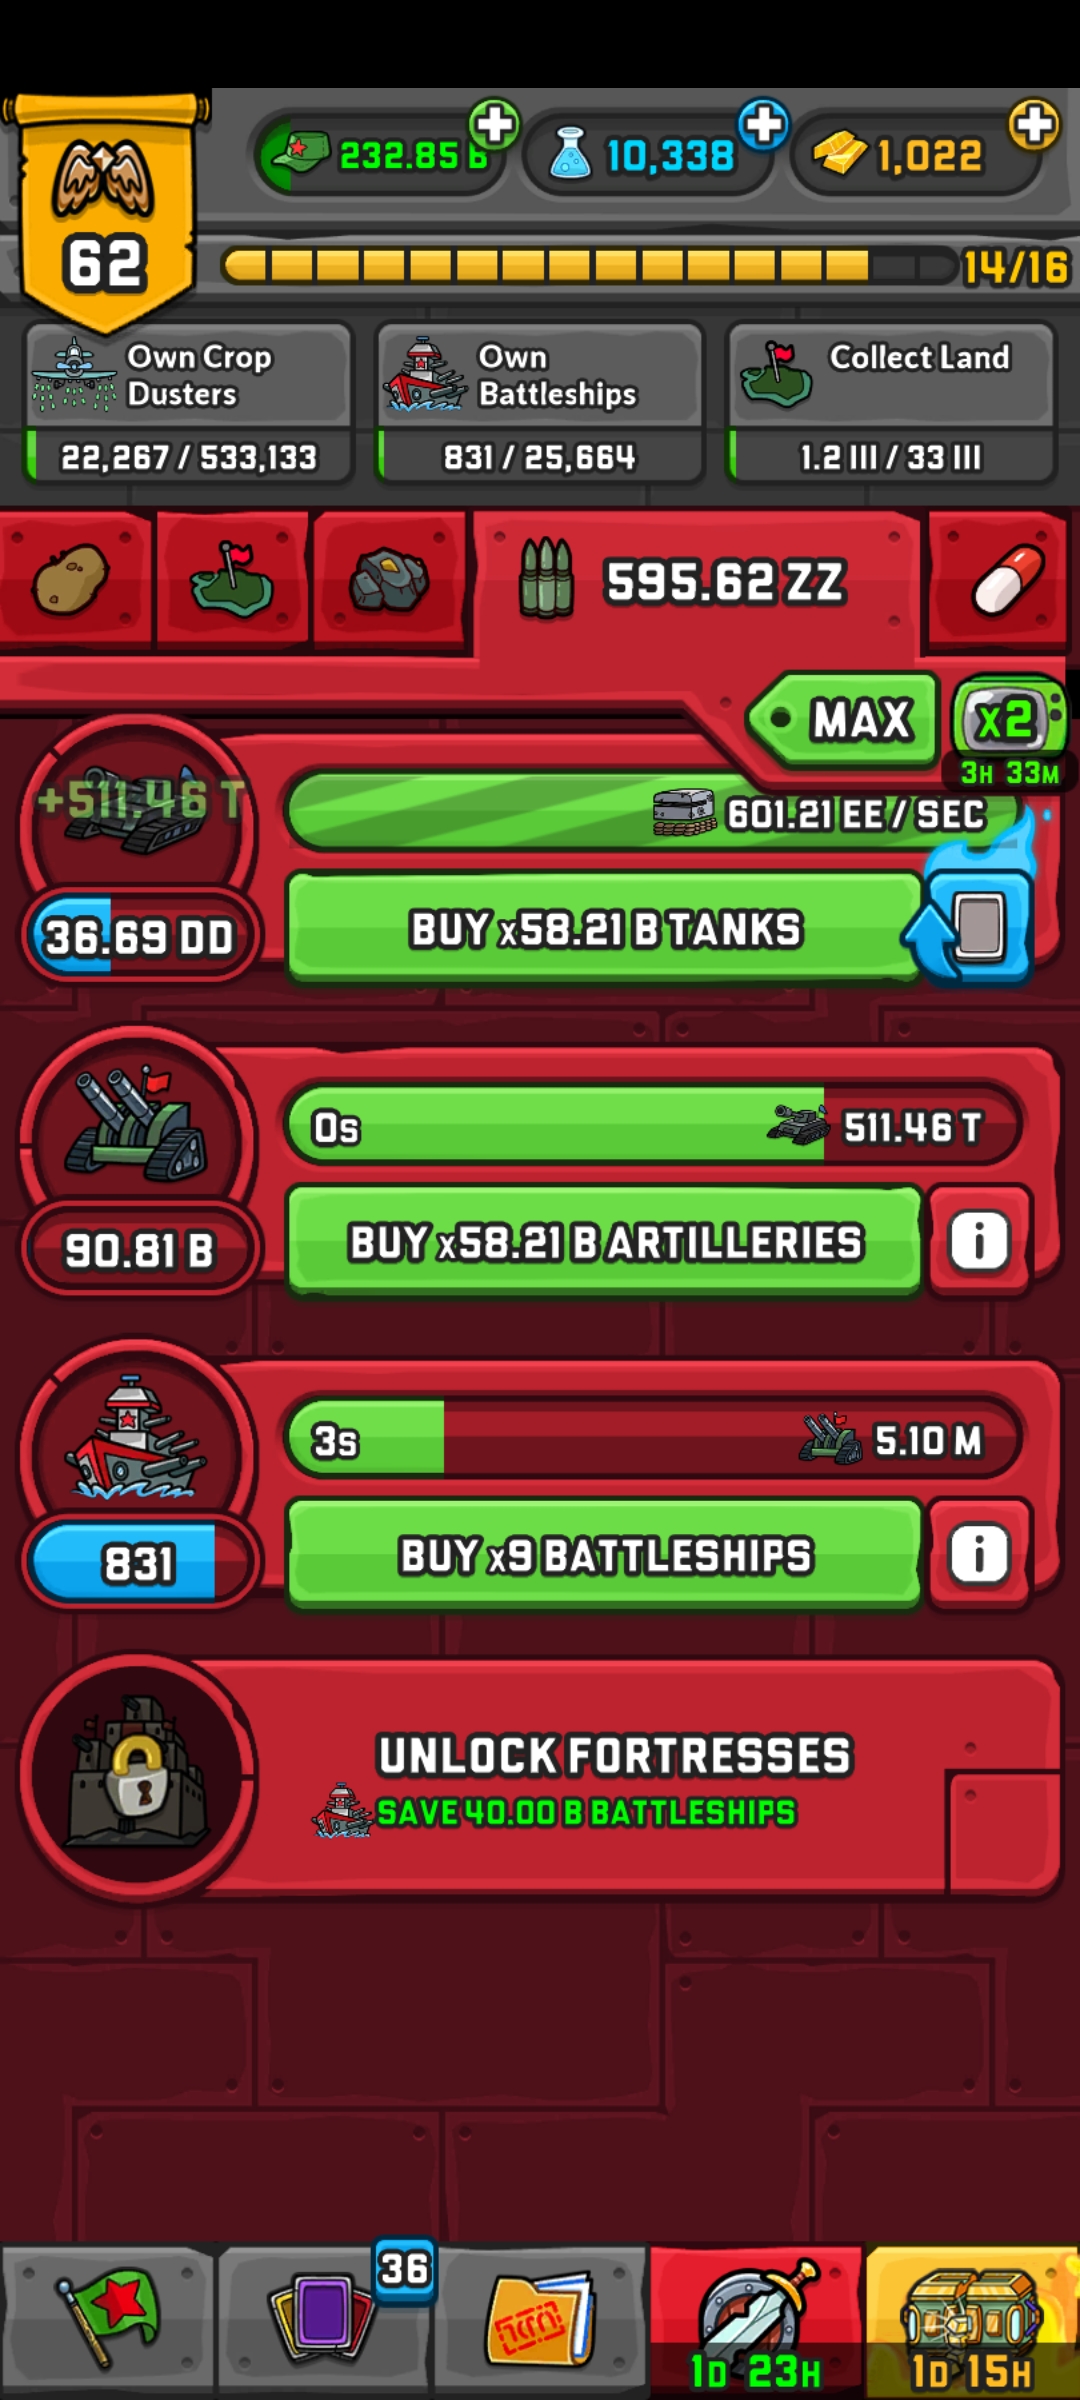 232.85 B
10,338
1,022
62
14/16
Own Crop
Dusters
22,267 / 533,133
Own
Battleships
831 / 25,664
Collect Land
1.2 III / 33 III
595.62 ZZ
MAX
x2
3H 33M
+511.46 T
601.21 EE / SEC
36.69 DD
BUY x58.21 B TANKS
0s
511.46 T
90.81 B
BUY x58.21 B ARTILLERIES
i
3s
5.10 M
831
BUY x9 BATTLESHIPS
i
UNLOCK FORTRESSES
SAVE 40.00 B BATTLESHIPS
36
1D 23H
1D 15H